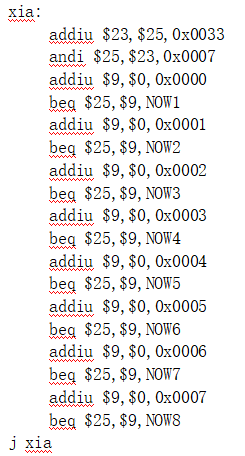 xia:
addiu $23,$25,0x0033
andi $25,$23,0x0007
addiu $9,$0,0x0000
beq $25,$9,NOW1
addiu $9,$0,0x0001
beq $25,$9,NOW2
addiu $9,$0,0x0002
beq $25,$9,NOW3
addiu $9,$0,0x0003
beq $25,$9,NOW4
addiu $9,$0,0x0004
beq $25,$9,NOW5
addiu $9,$0,0x0005
beq $25,$9,NOW6
addiu $9,$0,0x0006
beq $25,$9,NOW7
addiu $9,$0,0x0007
beq $25,$9,NOW8
j xia